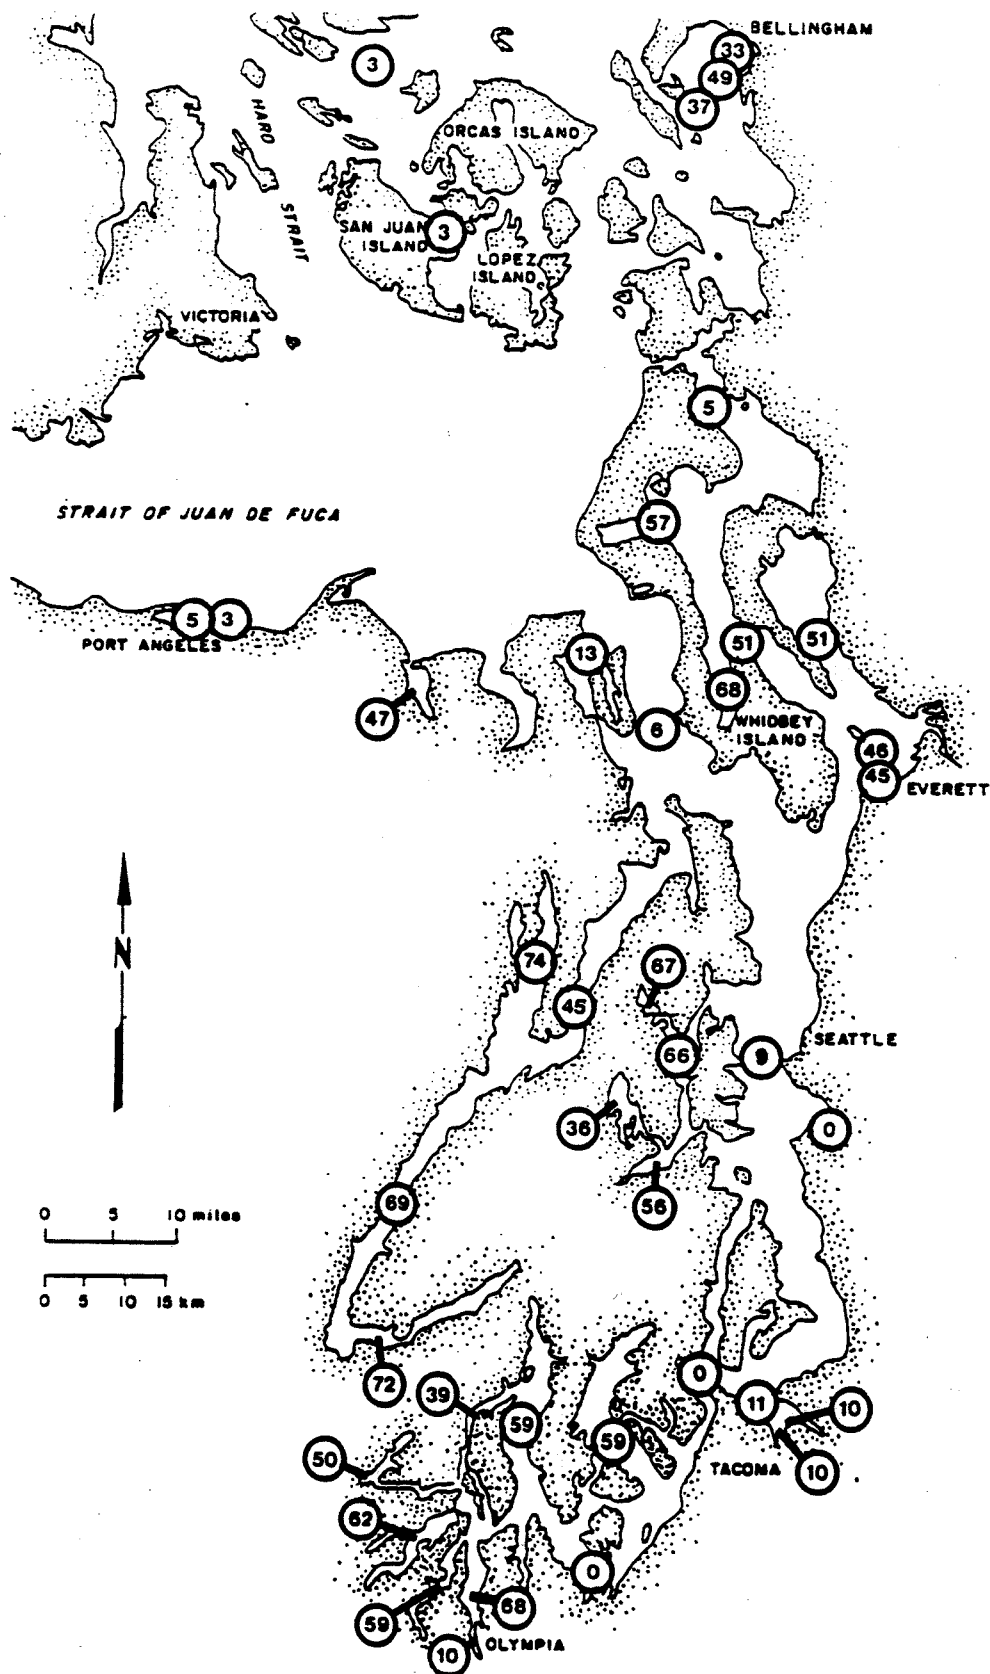 BELLINGHAM
33
3
49
37
HARO
STRAIT
ORCAS ISLAND
SAN JUAN
ISLAND
3
LOPEZ
ISLAND
VICTORIA
5
STRAIT OF JUAN DE FUCA
57
5
3
PORT ANGELES
13
51
51
68
47
6
WHIDBEY
ISLAND
46
45
EVERETT
N
74
67
45
SEATTLE
66
9
36
0
56
69
0 5 10 miles
0 5 10 15 km
0
72
39
11
10
59
59
50
TACOMA
10
62
0
68
59
OLYMPIA
10